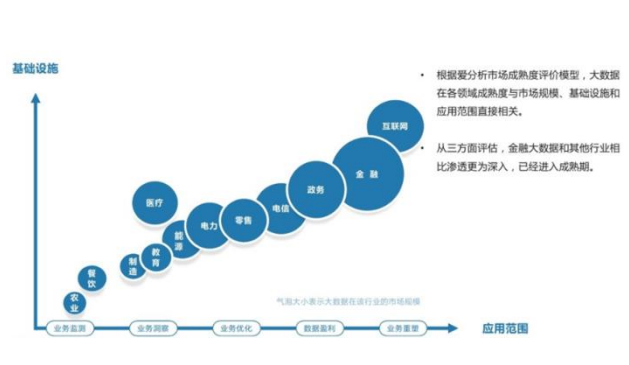 基础设施
• 根据爱分析市场成熟度评价模型，大数据
在各领域成熟度与市场规模、基础设施和
应用范围直接相关。
• 从三方面评估，金融大数据和其他行业相
比渗透更为深入，已经进入成熟期。
互联网
金 融
政务
医疗
电信
零售
电力
能
源
教
育
制
造
餐
饮
农
业
气泡大小表示大数据在该行业的市场规模
业务监测
业务洞察
业务优化
数据盈利
业务重塑
应用范围